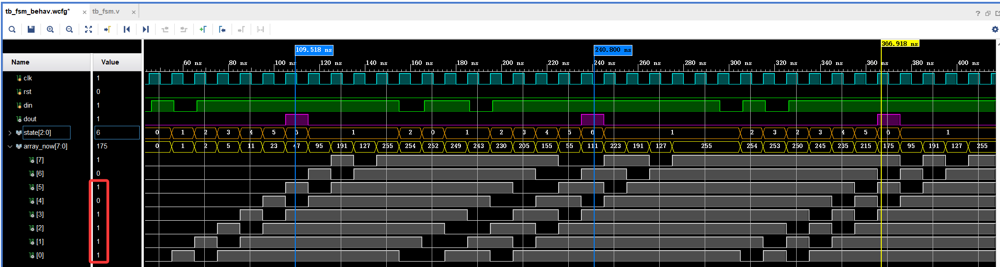 tb_fsm_behav.wcfg* × tb_fsm.v ×
?
109.518 ns 240.800 ns 366.918 ns
Name Value 60 ns 80 ns 100 ns 120 ns 140 ns 160 ns 180 ns 200 ns 220 ns 240 ns 260 ns 280 ns 300 ns 320 ns 340 ns 360 ns 380 ns 400 ns
clk 1
rst 0
din 1
dout 1
state[2:0] 6 0 1 2 3 4 5 6 1 2 0 1 2 3 4 5 6 1 2 3 2 3 4 5 6 1
array_now[7:0] 175 0 1 2 5 11 23 47 95 191 127 255 254 252 249 243 230 205 155 55 111 223 191 127 255 254 253 250 245 235 215 175 95 191 127 255
[7] 1
[6] 0
[5] 1
[4] 0
[3] 1
[2] 1
[1] 1
[0] 1